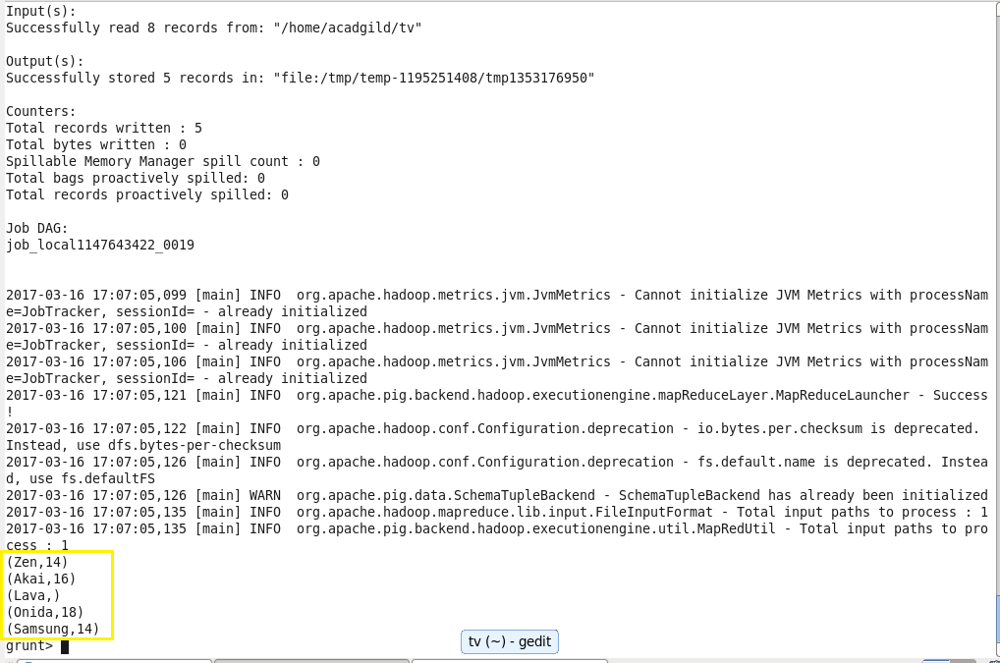 Input(s):
Successfully read 8 records from: "/home/acadgild/tv"
Output(s):
Successfully stored 5 records in: "file:/tmp/temp-1195251408/tmp1353176950"
Counters:
Total records written : 5
Total bytes written : 0
Spillable Memory Manager spill count : 0
Total bags proactively spilled: 0
Total records proactively spilled: 0
Job DAG:
job_local1147643422_0019
2017-03-16 17:07:05,099 [main] INFO  org.apache.hadoop.metrics.jvm.JvmMetrics - Cannot initialize JVM Metrics with processNam
e=JobTracker, sessionId= - already initialized
2017-03-16 17:07:05,100 [main] INFO  org.apache.hadoop.metrics.jvm.JvmMetrics - Cannot initialize JVM Metrics with processNam
e=JobTracker, sessionId= - already initialized
2017-03-16 17:07:05,106 [main] INFO  org.apache.hadoop.metrics.jvm.JvmMetrics - Cannot initialize JVM Metrics with processNam
e=JobTracker, sessionId= - already initialized
2017-03-16 17:07:05,121 [main] INFO  org.apache.pig.backend.hadoop.executionengine.mapReduceLayer.MapReduceLauncher - Success
!
2017-03-16 17:07:05,122 [main] INFO  org.apache.hadoop.conf.Configuration.deprecation - io.bytes.per.checksum is deprecated.
Instead, use dfs.bytes-per-checksum
2017-03-16 17:07:05,126 [main] INFO  org.apache.hadoop.conf.Configuration.deprecation - fs.default.name is deprecated. Instea
d, use fs.defaultFS
2017-03-16 17:07:05,126 [main] WARN  org.apache.pig.data.SchemaTupleBackend - SchemaTupleBackend has already been initialized
2017-03-16 17:07:05,135 [main] INFO  org.apache.hadoop.mapreduce.lib.input.FileInputFormat - Total input paths to process : 1
2017-03-16 17:07:05,135 [main] INFO  org.apache.pig.backend.hadoop.executionengine.util.MapRedUtil - Total input paths to pro
cess : 1
(Zen,14)
(Akai,16)
(Lava,)
(Onida,18)
(Samsung,14)
grunt>
tv (~) - gedit